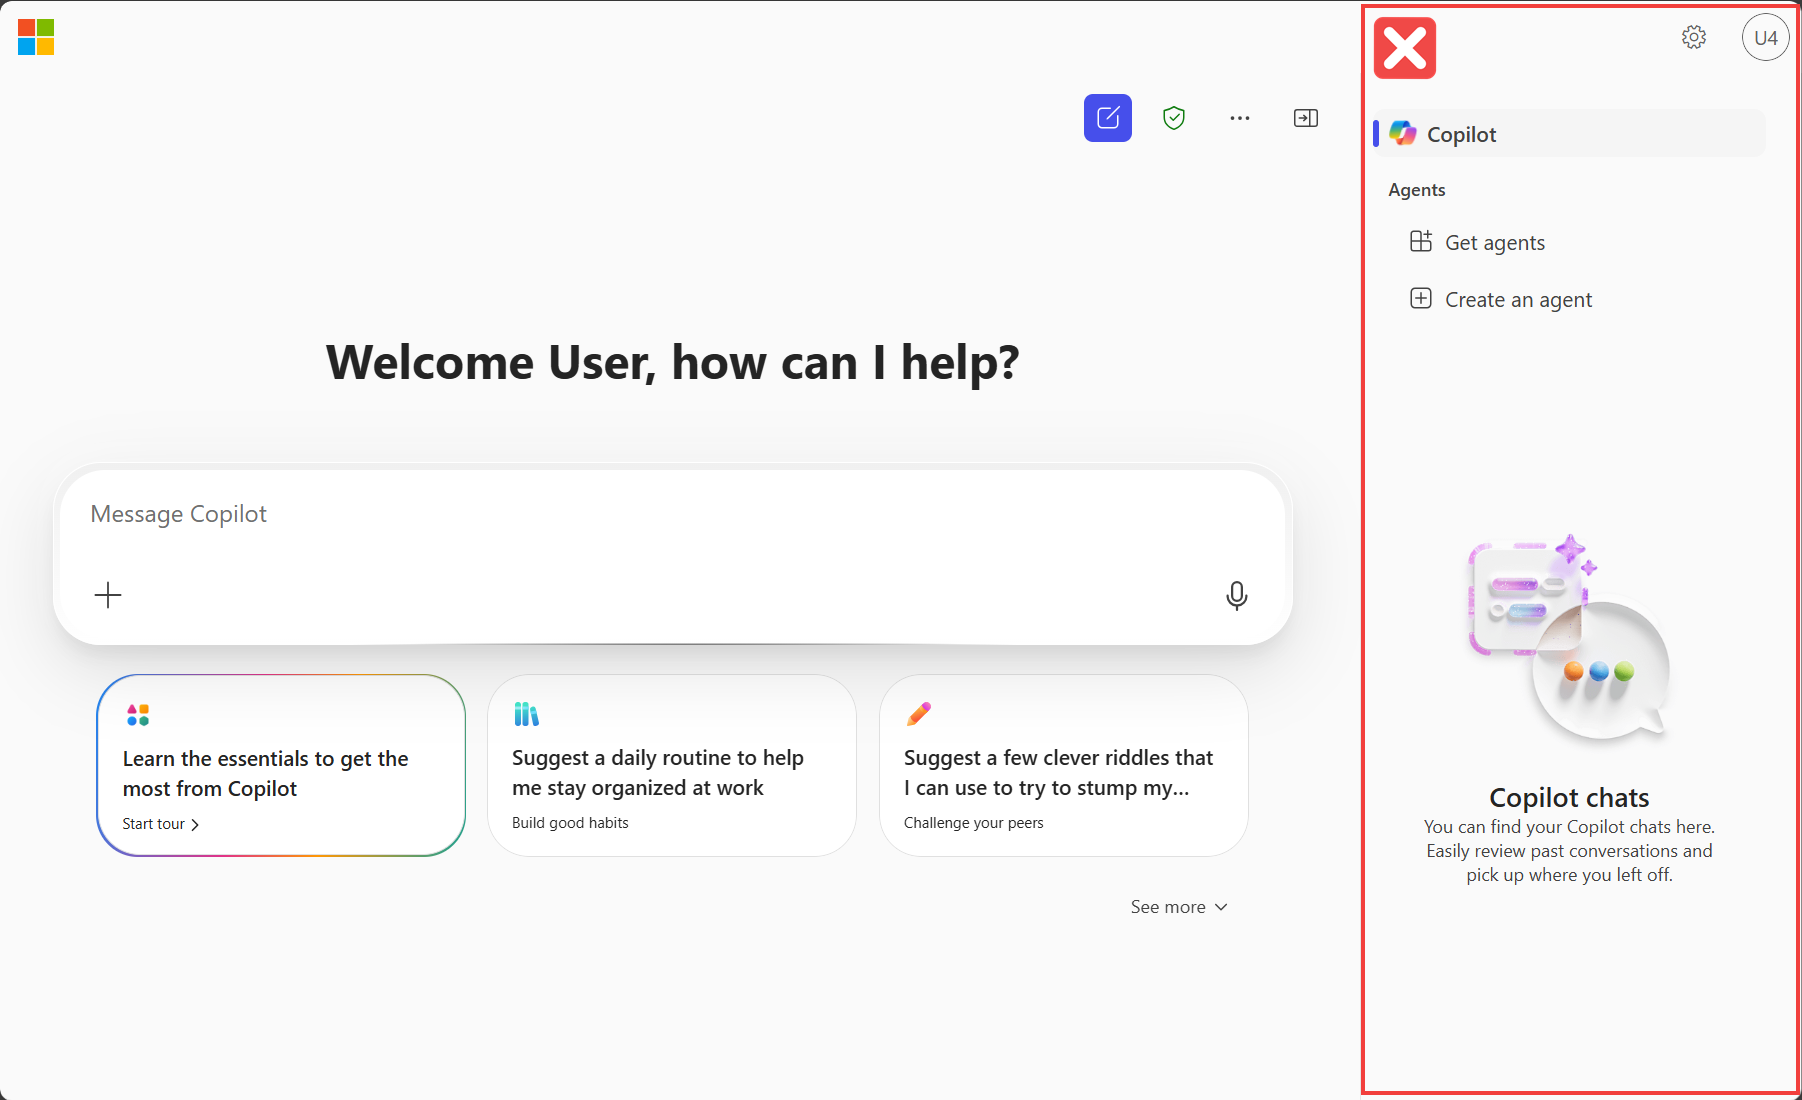 U4
Copilot
Agents
Get agents
Create an agent
Welcome User, how can I help?
Message Copilot
Learn the essentials to get the
most from Copilot
Start tour
Suggest a daily routine to help
me stay organized at work
Build good habits
Suggest a few clever riddles that
I can use to try to stump my...
Challenge your peers
See more
Copilot chats
You can find your Copilot chats here.
Easily review past conversations and
pick up where you left off.